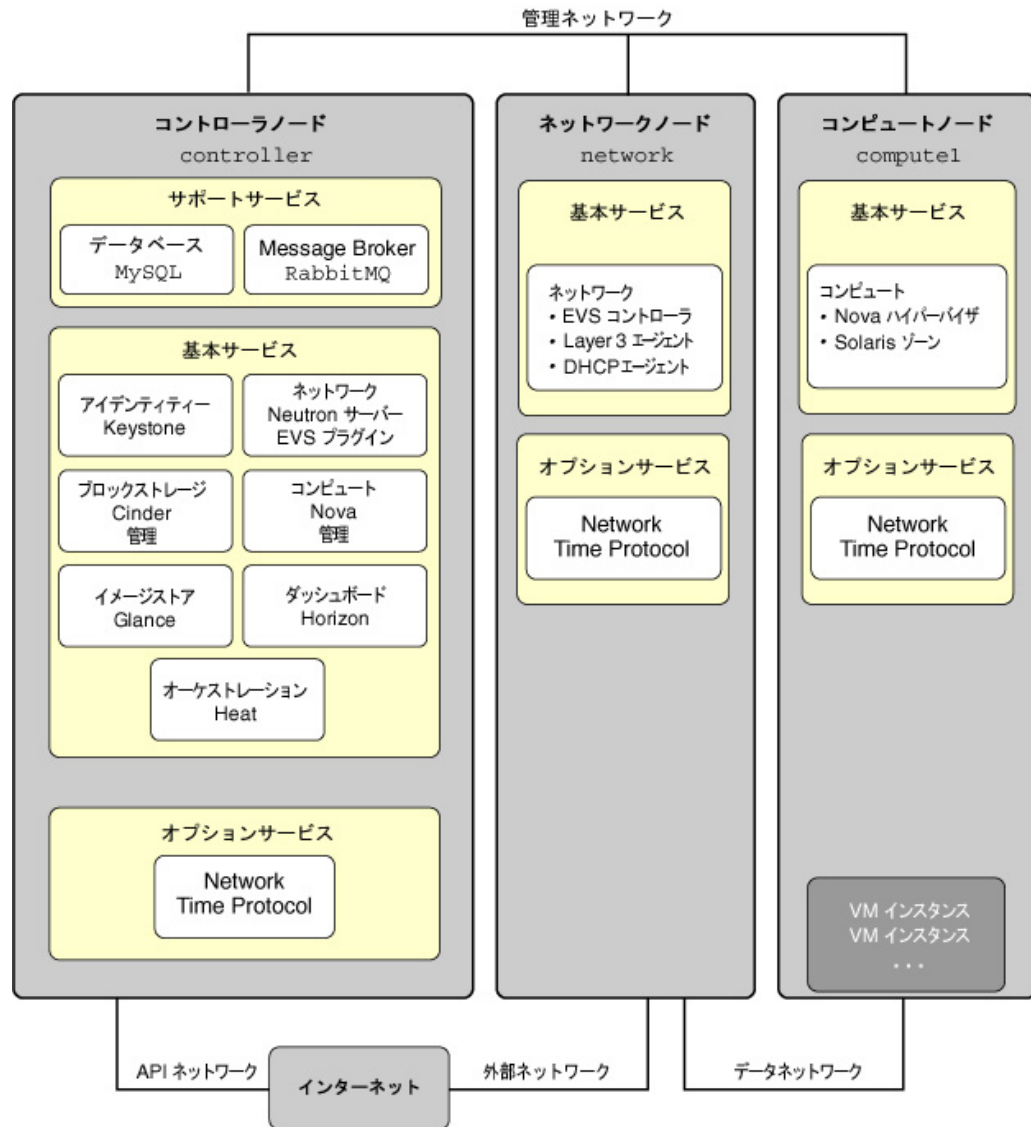 管理ネットワーク
コントローラノード
controller
サポートサービス
データベース
MySQL
Message Broker
RabbitMQ
基本サービス
アイデンティティー
Keystone
ネットワーク
Neutron サーバー
EVS プラグイン
ブロックストレージ
Cinder
管理
コンピュート
Nova
管理
イメージストア
Glance
ダッシュボード
Horizon
オーケストレーション
Heat
オプションサービス
Network
Time Protocol
ネットワークノード
network
基本サービス
ネットワーク
• EVS コントローラ
• Layer 3 エージェント
• DHCPエージェント
オプションサービス
Network
Time Protocol
コンピュートノード
compute1
基本サービス
コンピュート
• Nova ハイパーバイザ
• Solaris ゾーン
オプションサービス
Network
Time Protocol
VM インスタンス
VM インスタンス
...
API ネットワーク
インターネット
外部ネットワーク
データネットワーク